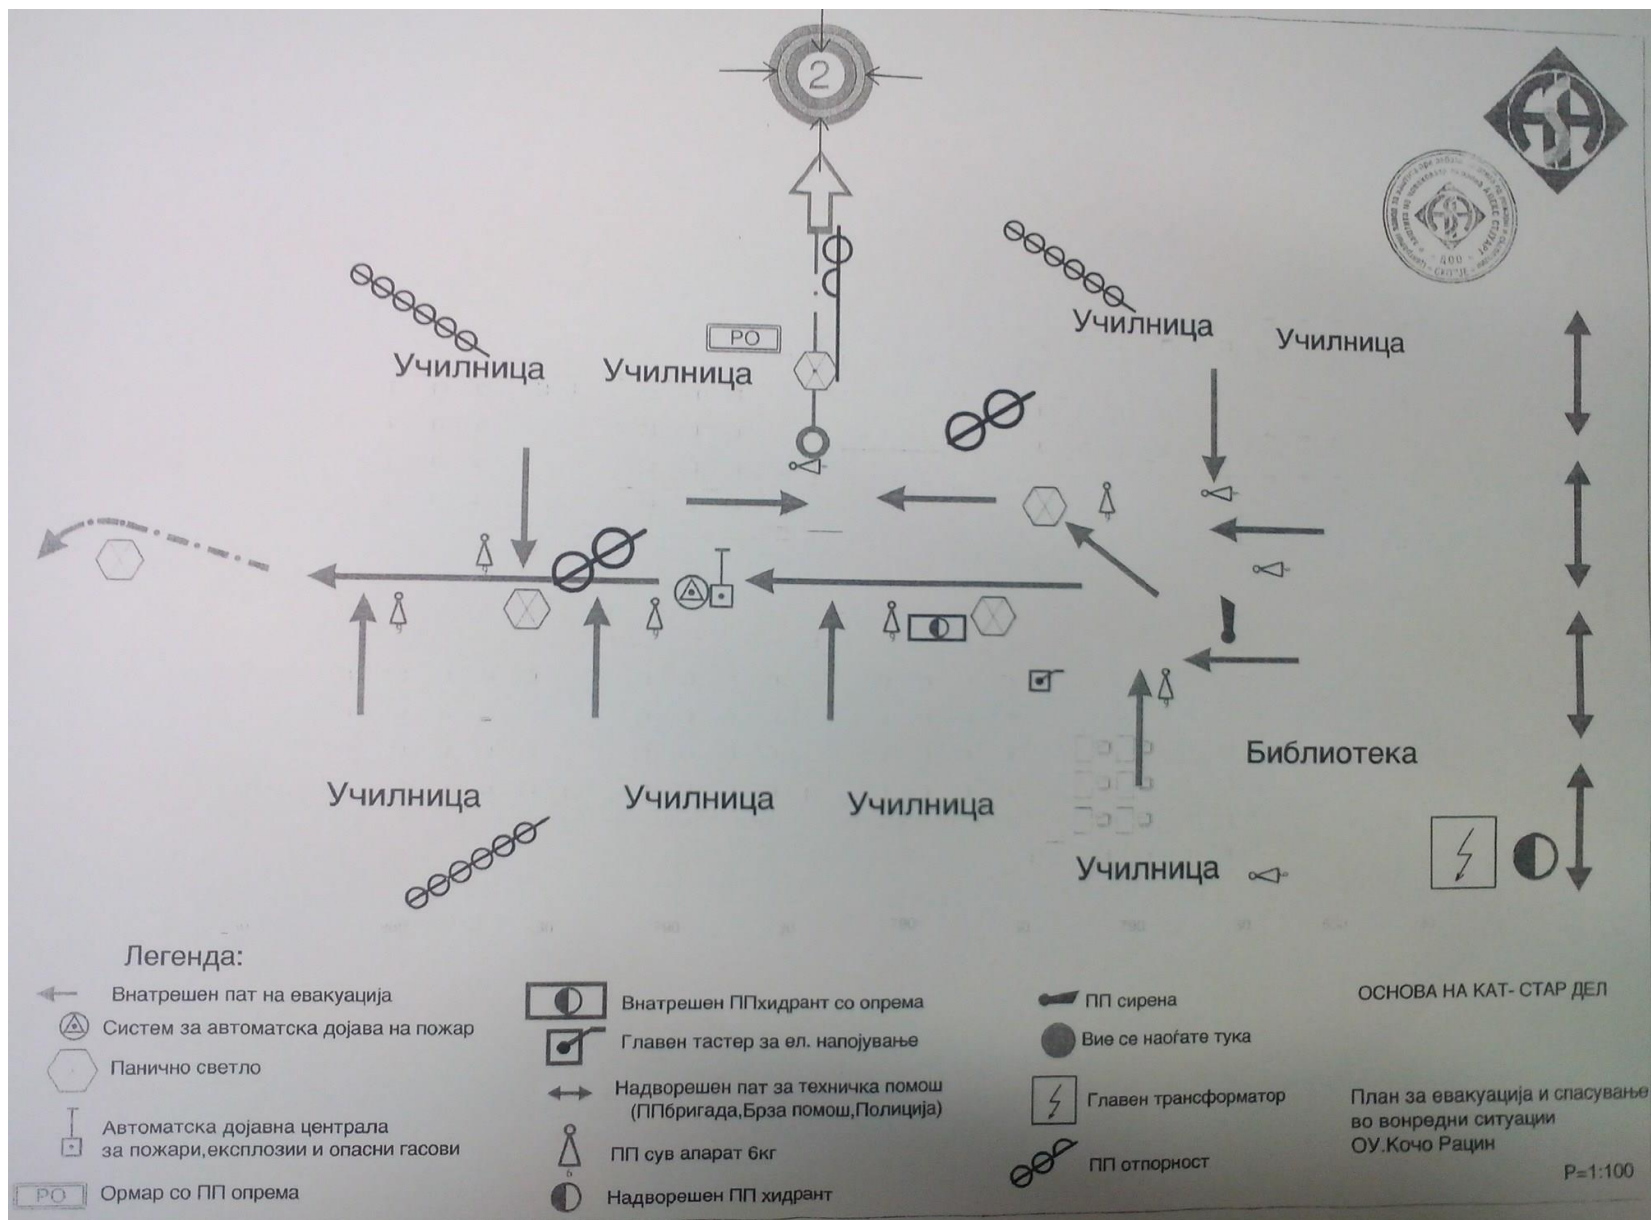 2
РО
Училница
Училница
Училница
Училница
Училница
Училница
Училница
Библиотека
Училница
Легенда:
Внатрешен пат на евакуација
Систем за автоматска дојава на пожар
Панично светло
Автоматска дојавна централа
за пожари,експлозии и опасни гасови
РО
Ормар со ПП опрема
Внатрешен ППхидрант со опрема
Главен тастер за ел. напојување
Надворешен пат за техничка помош
(ППбригада,Брза помош,Полиција)
ПП сув апарат 6кг
Надворешен ПП хидрант
ПП сирена
Вие се наоѓате тука
Главен трансформатор
ПП отпорност
ОСНОВА НА КАТ- СТАР ДЕЛ
План за евакуација и спасување
во вонредни ситуации
ОУ.Кочо Рацин
Р=1:100